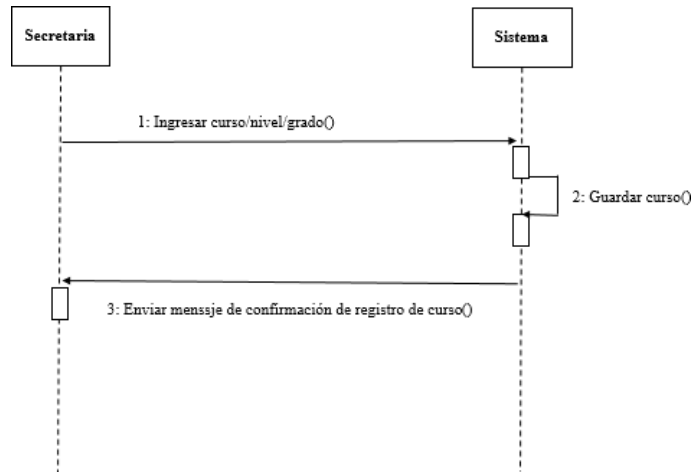 Secretaria
Sistema
1: Ingresar curso/nivel/grado()
2: Guardar curso()
3: Enviar menssje de confirmación de registro de curso()